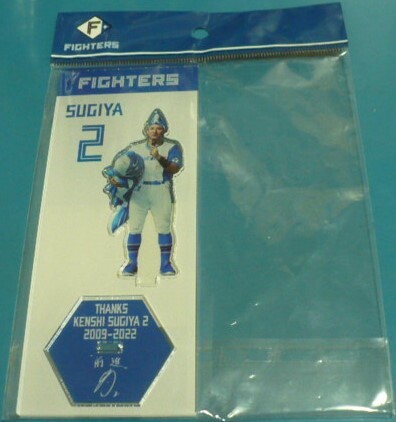 F
FIGHTERS
FIGHTERS
SUGIYA
2
THANKS
KENSHI SUGIYA 2
2009-2022